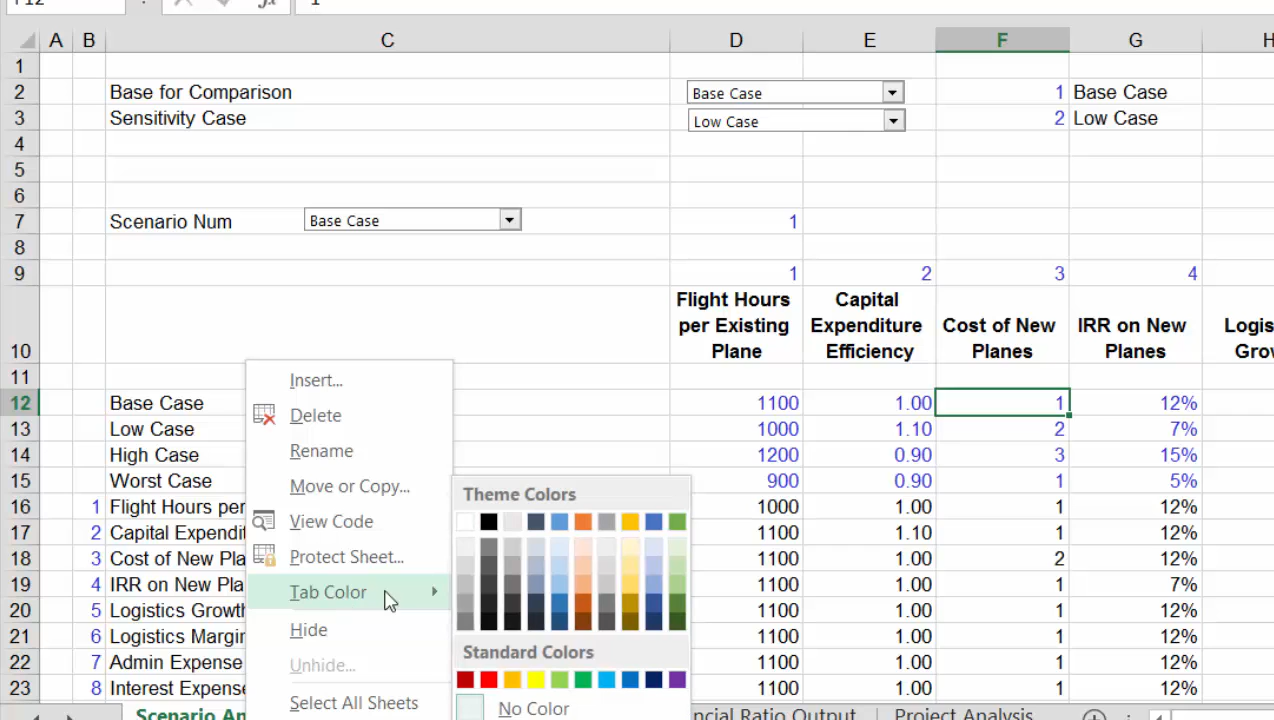 A B C D E F G H
1
2 Base for Comparison Base Case 1 Base Case
3 Sensitivity Case Low Case 2 Low Case
4
5
6
7 Scenario Num Base Case 1
8
9 1 2 3 4
Flight Hours Capital
per Existing Expenditure Cost of New IRR on New Logis
10 Plane Efficiency Planes Planes Grov
11
12 Base Case 1100 1.00 1 12%
13 Low Case 1000 1.10 2 7%
14 High Case 1200 0.90 3 15%
15 Worst Case 900 0.90 1 5%
16 1 Flight Hours per 1000 1.00 1 12%
17 2 Capital Expendit 1100 1.10 1 12%
18 3 Cost of New Pla 1100 1.00 2 12%
19 4 IRR on New Pla 1100 1.00 1 7%
20 5 Logistics Growth 1100 1.00 1 12%
21 6 Logistics Margin 1100 1.00 1 12%
22 7 Admin Expense 1100 1.00 1 12%
23 8 Interest Expense 1100 1.00 1 12%
Insert...
Delete
Rename
Move or Copy...
View Code
Protect Sheet...
Tab Color
Hide
Unhide...
Select All Sheets
Theme Colors
Standard Colors
No Color
Scenario An ncial Ratio Output Project Analysis